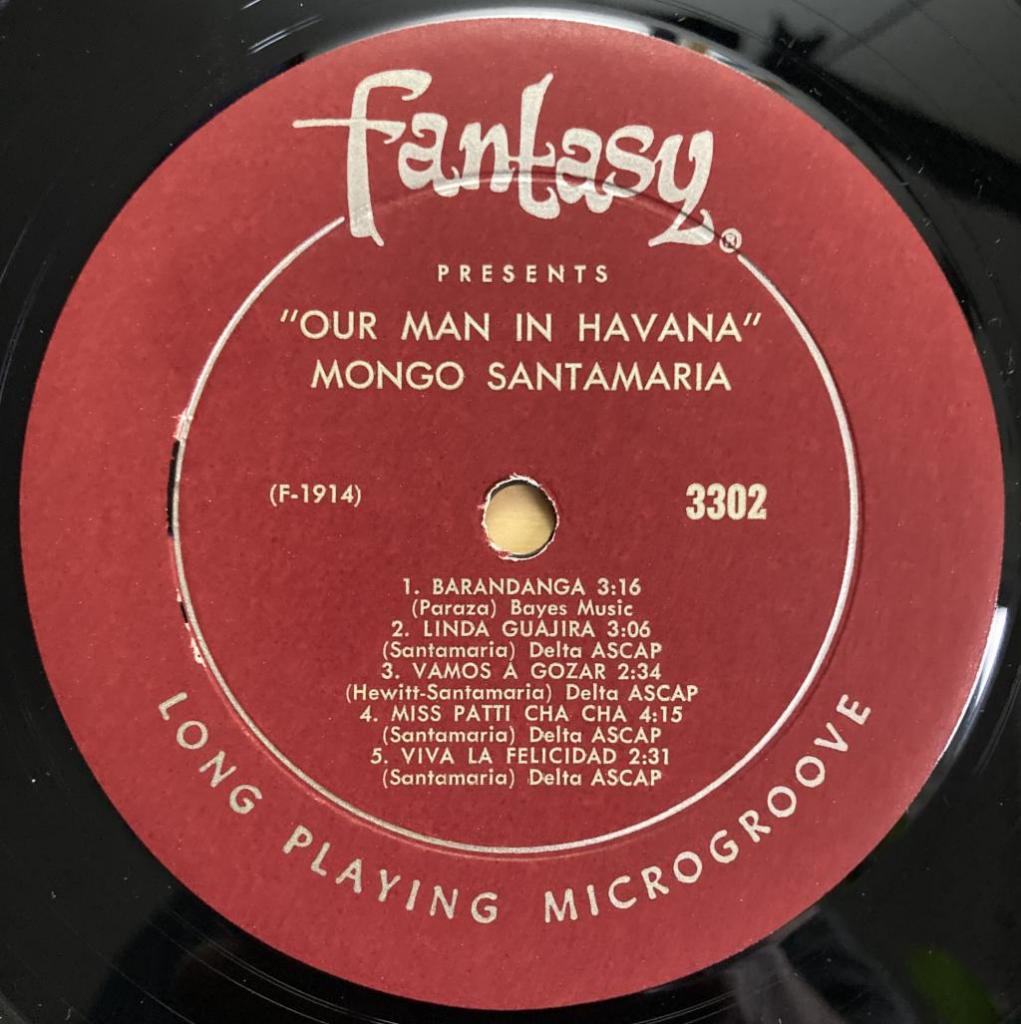 fantasy®
PRESENTS
"OUR MAN IN HAVANA"
MONGO SANTAMARIA
(F-1914)
3302
1. BARANDANGA 3:16
(Paraza) Bayes Music
2. LINDA GUAJIRA 3:06
(Santamaria) Delta ASCAP
3. VAMOS A GOZAR 2:34
(Hewitt-Santamaria) Delta ASCAP
4. MISS PATTI CHA CHA 4:15
(Santamaria) Delta ASCAP
5. VIVA LA FELICIDAD 2:31
(Santamaria) Delta ASCAP
LONG PLAYING MICROGROOVE